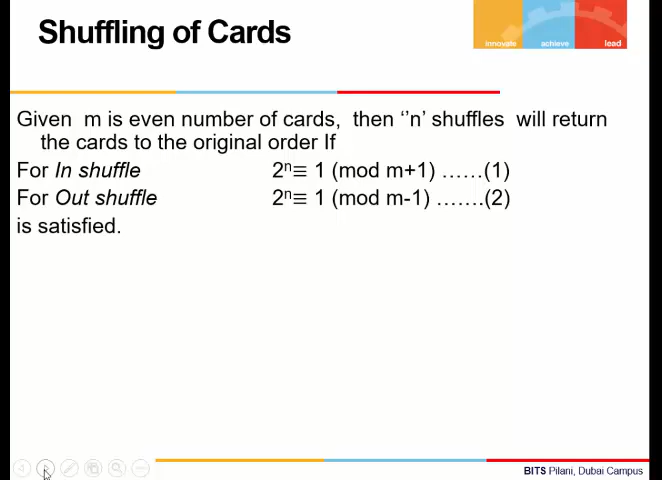 Shuffling of Cards
innovate achieve lead
Given m is even number of cards, then ‘’n’ shuffles will return
the cards to the original order If
For In shuffle 2ⁿ≡ 1 (mod m+1) ……(1)
For Out shuffle 2ⁿ≡ 1 (mod m-1) …….(2)
is satisfied.
BITS Pilani, Dubai Campus